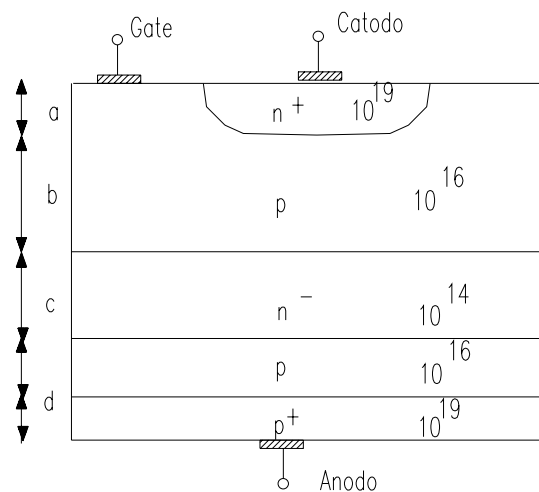 Gate
Catodo
a
n+ 10^19
b
p 10^16
c
n- 10^14
p 10^16
d
p+ 10^19
Anodo